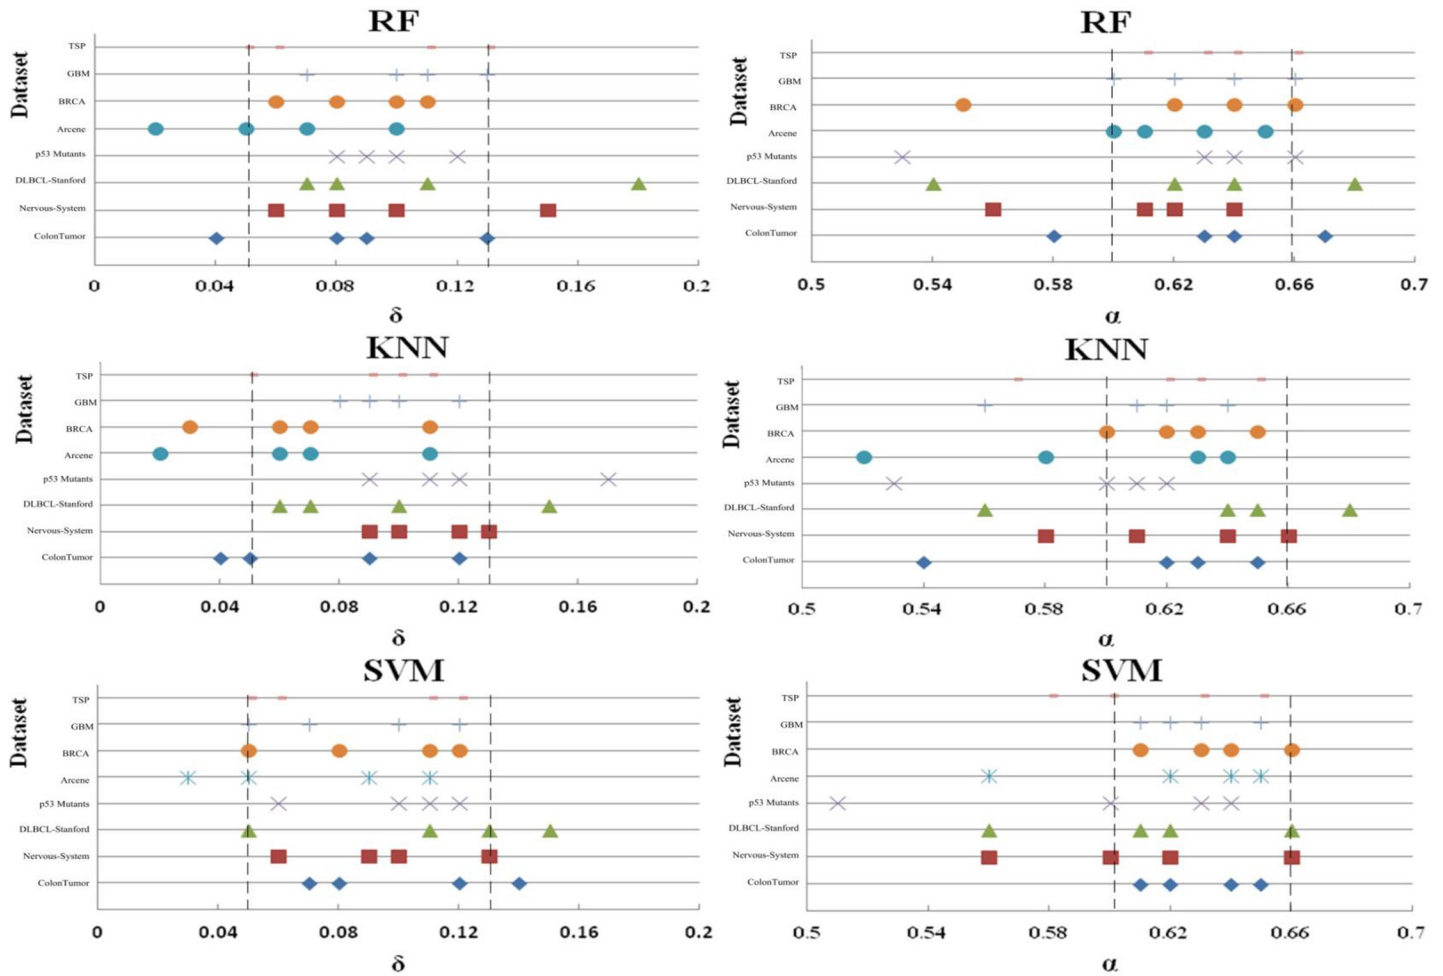 RF
Dataset
TSP
GBM
BRCA
Arcene
p53 Mutants
DLBCL-Stanford
Nervous-System
ColonTumor
0 0.04 0.08 0.12 0.16 0.2
δ
RF
Dataset
TSP
GBM
BRCA
Arcene
p53 Mutants
DLBCL-Stanford
Nervous-System
ColonTumor
0.5 0.54 0.58 0.62 0.66 0.7
α
KNN
Dataset
TSP
GBM
BRCA
Arcene
p53 Mutants
DLBCL-Stanford
Nervous-System
ColonTumor
0 0.04 0.08 0.12 0.16 0.2
δ
KNN
Dataset
TSP
GBM
BRCA
Arcene
p53 Mutants
DLBCL-Stanford
Nervous-System
ColonTumor
0.5 0.54 0.58 0.62 0.66 0.7
α
SVM
Dataset
TSP
GBM
BRCA
Arcene
p53 Mutants
DLBCL-Stanford
Nervous-System
ColonTumor
0 0.04 0.08 0.12 0.16 0.2
δ
SVM
Dataset
TSP
GBM
BRCA
Arcene
p53 Mutants
DLBCL-Stanford
Nervous-System
ColonTumor
0.5 0.54 0.58 0.62 0.66 0.7
α